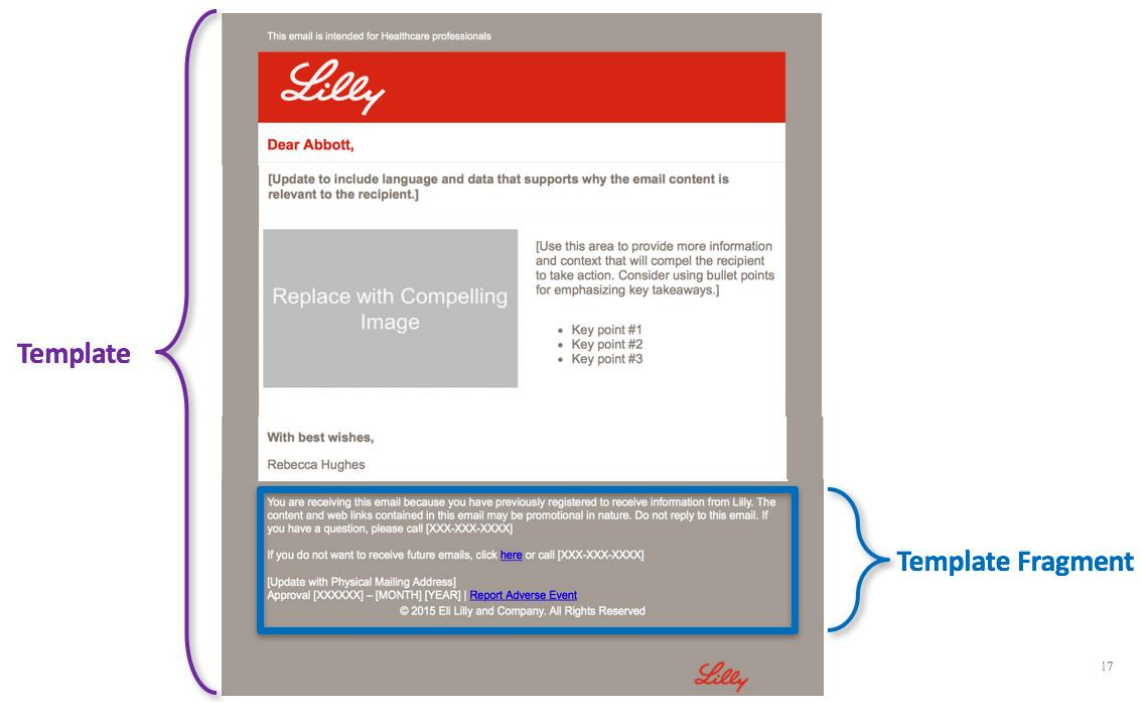 This email is intended for Healthcare professionals
Lilly
Dear Abbott,
[Update to include language and data that supports why the email content is
relevant to the recipient.]
Replace with Compelling
Image
[Use this area to provide more information
and context that will compel the recipient
to take action. Consider using bullet points
for emphasizing key takeaways.]
• Key point #1
• Key point #2
• Key point #3
Template
With best wishes,
Rebecca Hughes
You are receiving this email because you have previously registered to receive information from Lilly. The
content and web links contained in this email may be promotional in nature. Do not reply to this email. If
you have a question, please call [XXX-XXX-XXXX]
If you do not want to receive future emails, click here or call [XXX-XXX-XXXX]
[Update with Physical Mailing Address]
Approval [XXXXXX] – [MONTH] [YEAR] | Report Adverse Event
© 2015 Eli Lilly and Company. All Rights Reserved
Template Fragment
Lilly
17